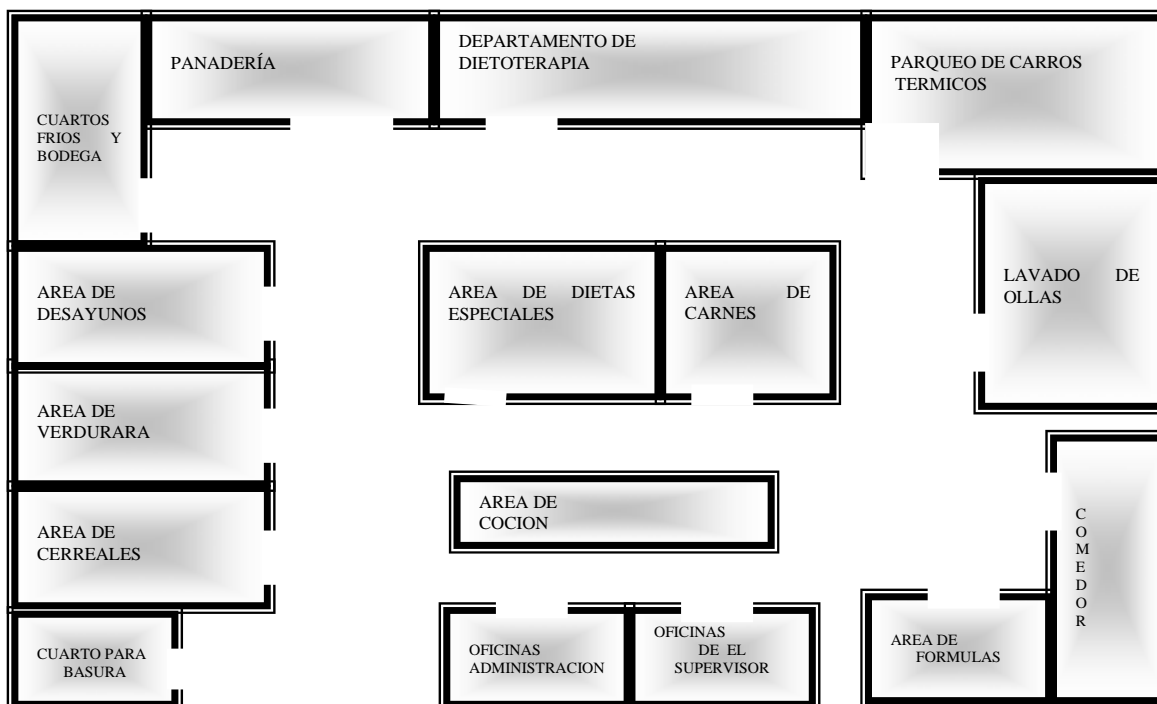 PANADERÍA
DEPARTAMENTO DE
DIETOTERAPIA
PARQUEO DE CARROS
TERMICOS
CUARTOS
FRIOS Y
BODEGA
AREA DE
DESAYUNOS
AREA DE DIETAS
ESPECIALES
AREA DE
CARNES
LAVADO DE
OLLAS
AREA DE
VERDURARA
AREA DE
COCION
AREA DE
CERREALES
COMEDOR
CUARTO PARA
BASURA
OFICINAS
ADMINISTRACION
OFICINAS
DE EL
SUPERVISOR
AREA DE
FORMULAS